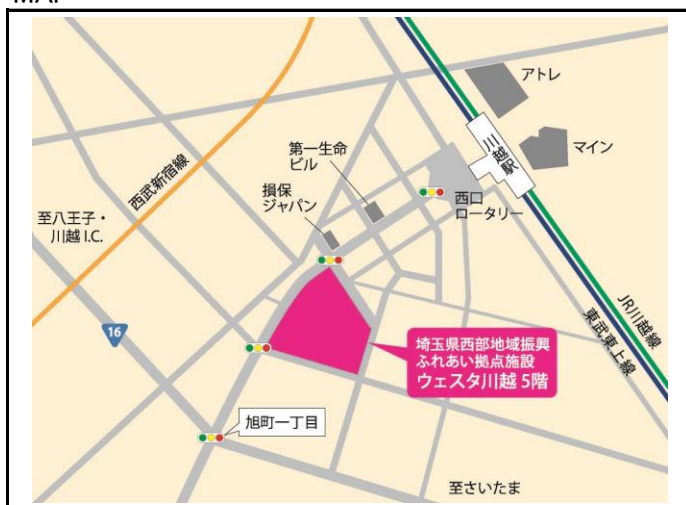 アトレ
川越駅
マイン
第一生命
ビル
西口
ロータリー
損保
ジャパン
西武新宿線
至八王子・
川越 I.C.
16
JR川越線
東武東上線
埼玉県西部地域振興
ふれあい拠点施設
ウェスタ川越 5階
旭町一丁目
至さいたま